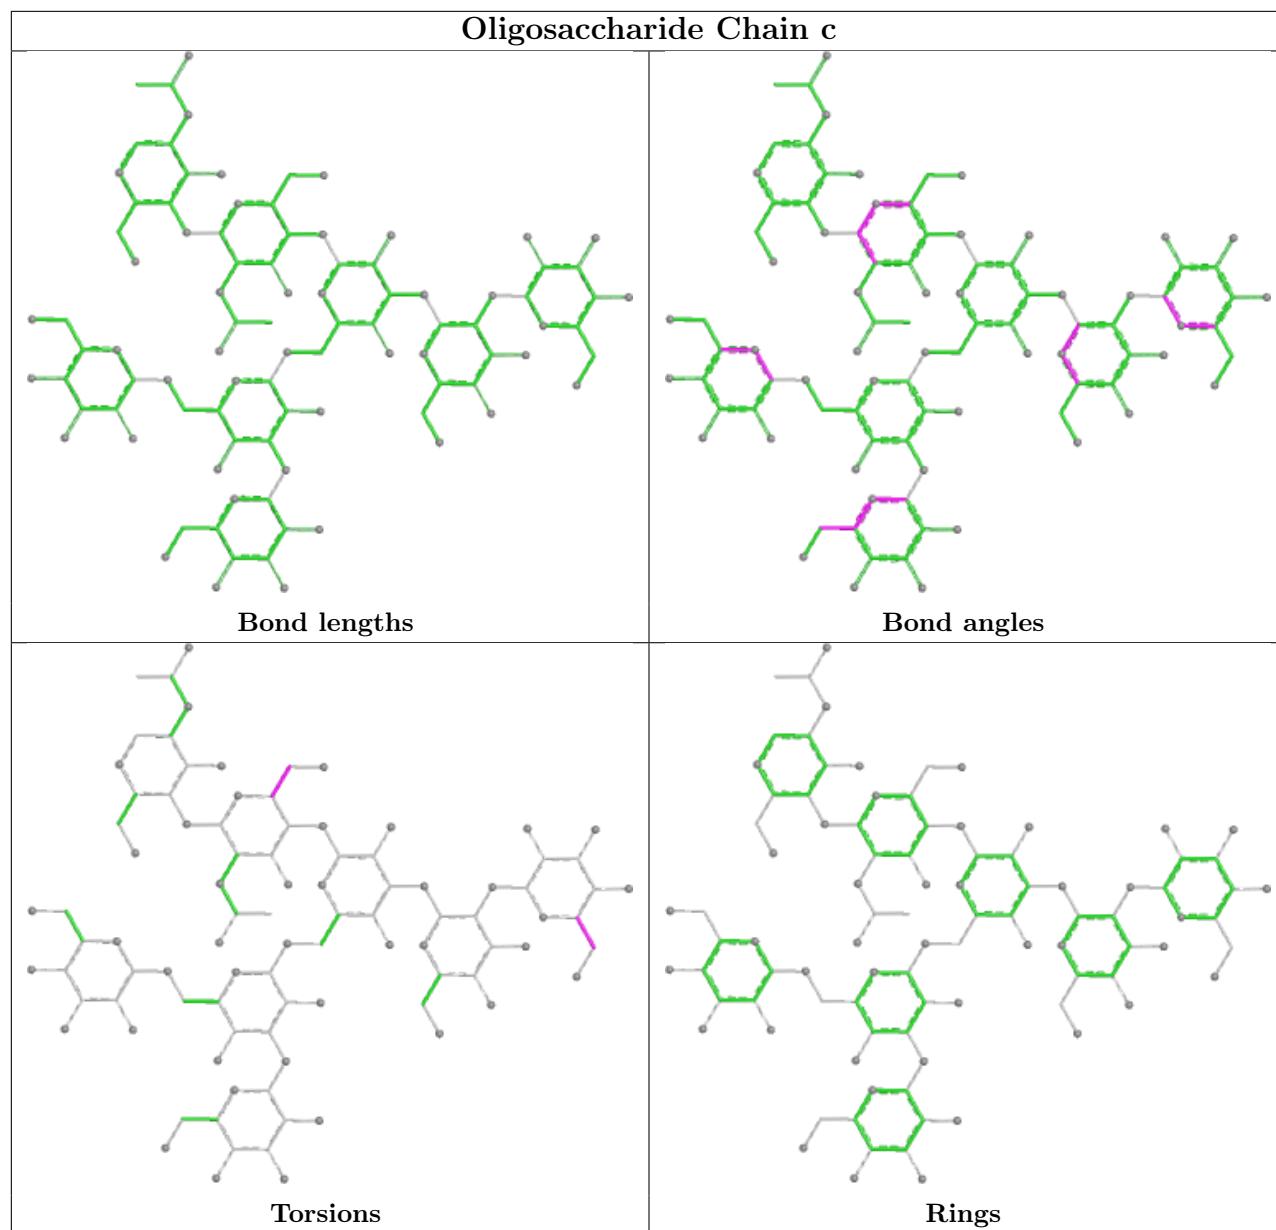 Oligosaccharide Chain c
Bond lengths
Bond angles
Torsions
Rings